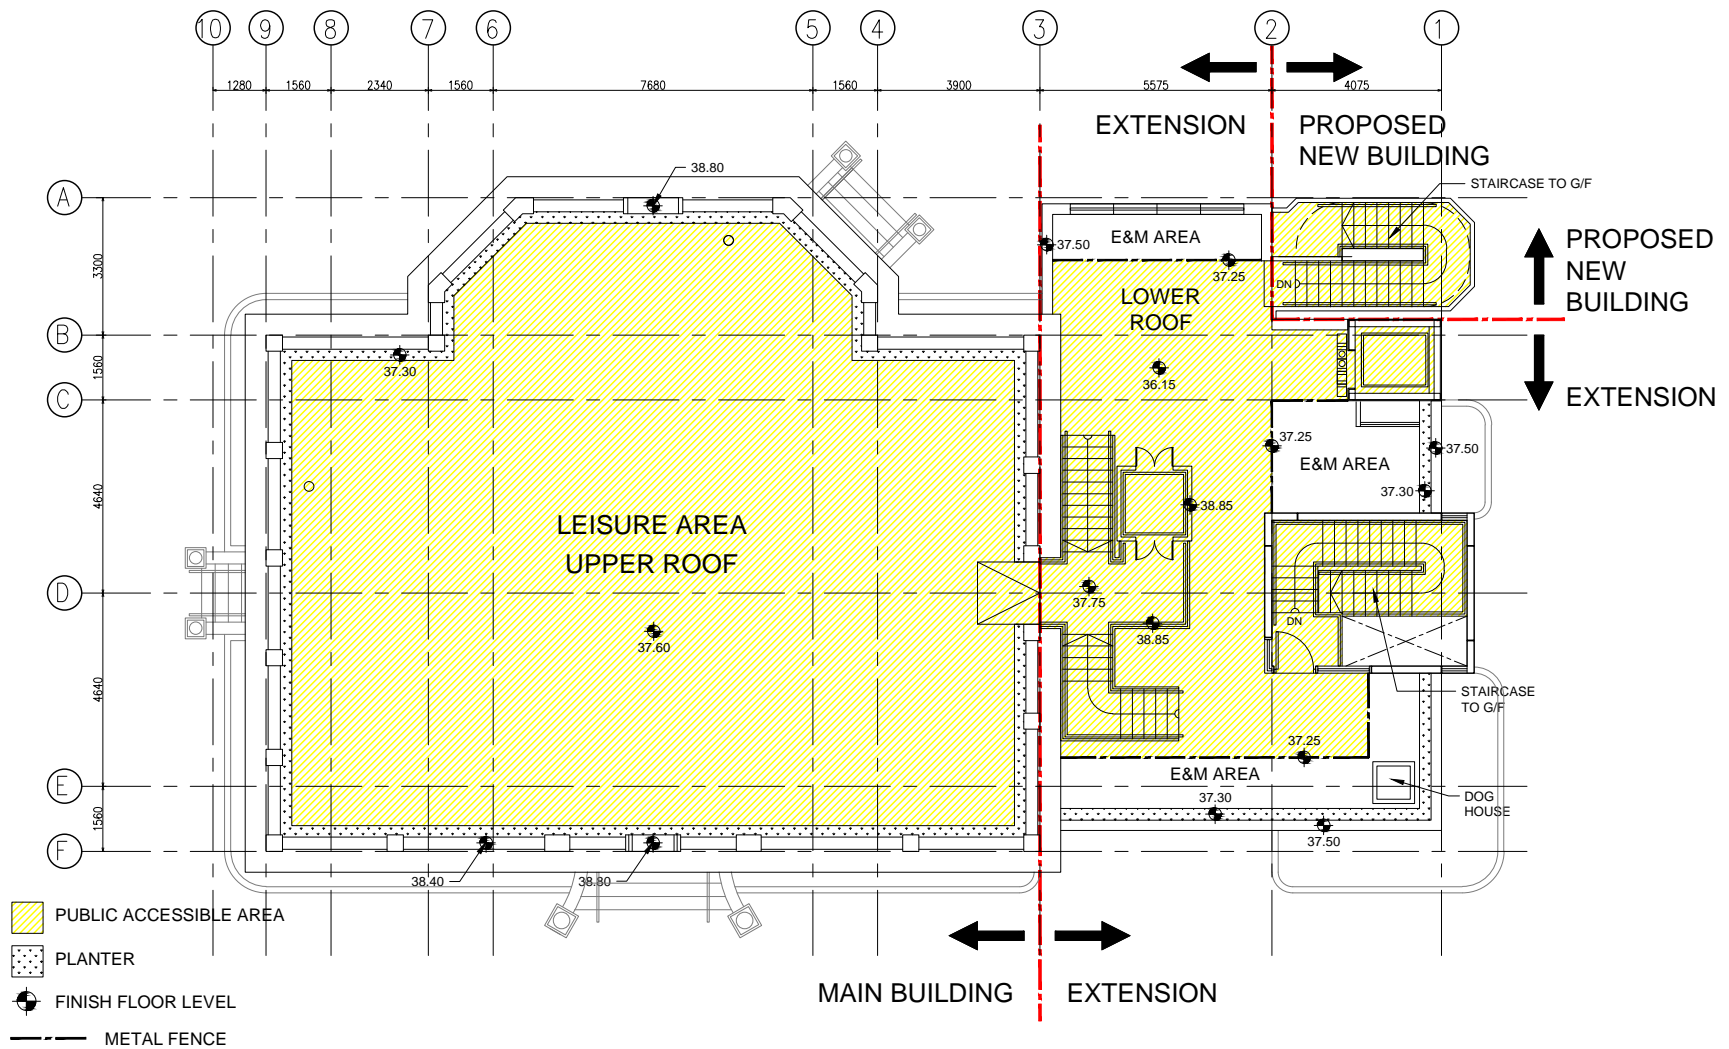 10 9 8 7 6 5 4 3 2 1
1280 1560 2340 1560 7680 1560 3900 5575 4075
EXTENSION
PROPOSED
NEW BUILDING
STAIRCASE TO G/F
PROPOSED
NEW
BUILDING
EXTENSION
A
B
C
D
E
F
3300
1560
4640
4640
1560
38.80
37.50
E&M AREA
37.25
DN
LOWER
ROOF
36.15
37.30
37.25
E&M AREA
37.50
37.30
38.85
LEISURE AREA
UPPER ROOF
37.75
38.85
37.60
DN
STAIRCASE
TO G/F
37.25
E&M AREA
37.30
DOG
HOUSE
37.50
38.40
38.80
PUBLIC ACCESSIBLE AREA
PLANTER
FINISH FLOOR LEVEL
METAL FENCE
MAIN BUILDING
EXTENSION